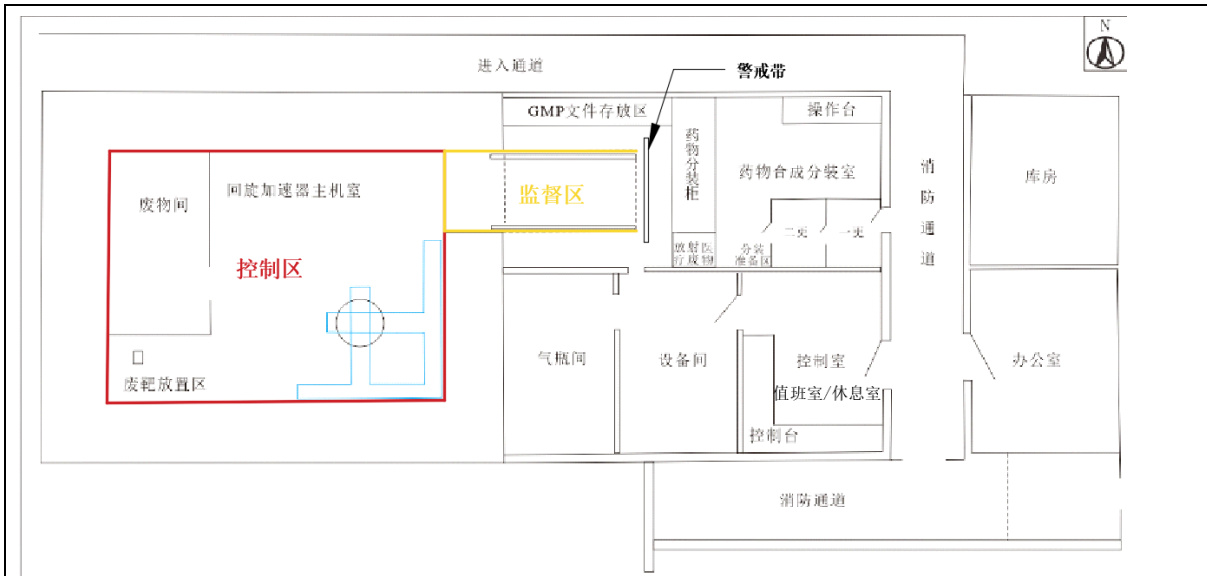 N
进入通道
警戒带
GMP文件存放区
操作台
药物分装柜
药物合成分装室
消防通道
库房
废物间
回旋加速器主机室
监督区
二更
一更
放射医
疗废物
分装
准备区
控制区
气瓶间
设备间
控制室
办公室
废靶放置区
值班室/休息室
控制台
消防通道